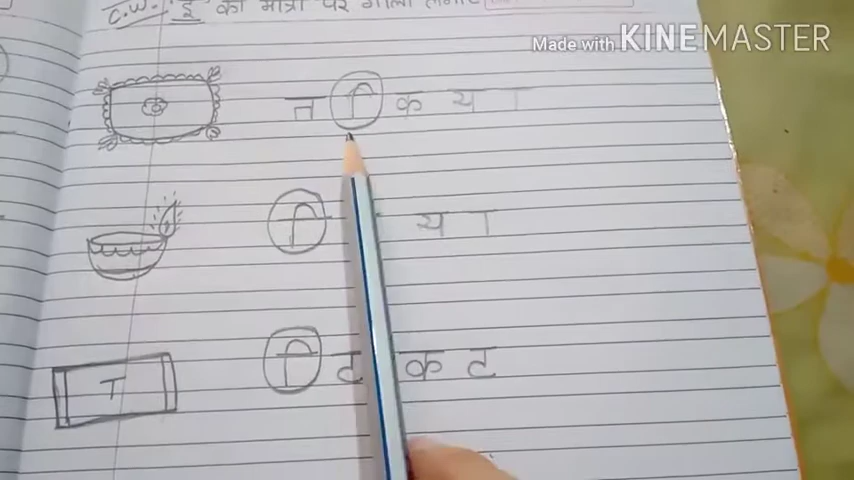 C.W. 'इ' की मात्रा पर गोला लगाए
Made with KINEMASTER
त ि क य ा
ि य ा
T ि ट क ट